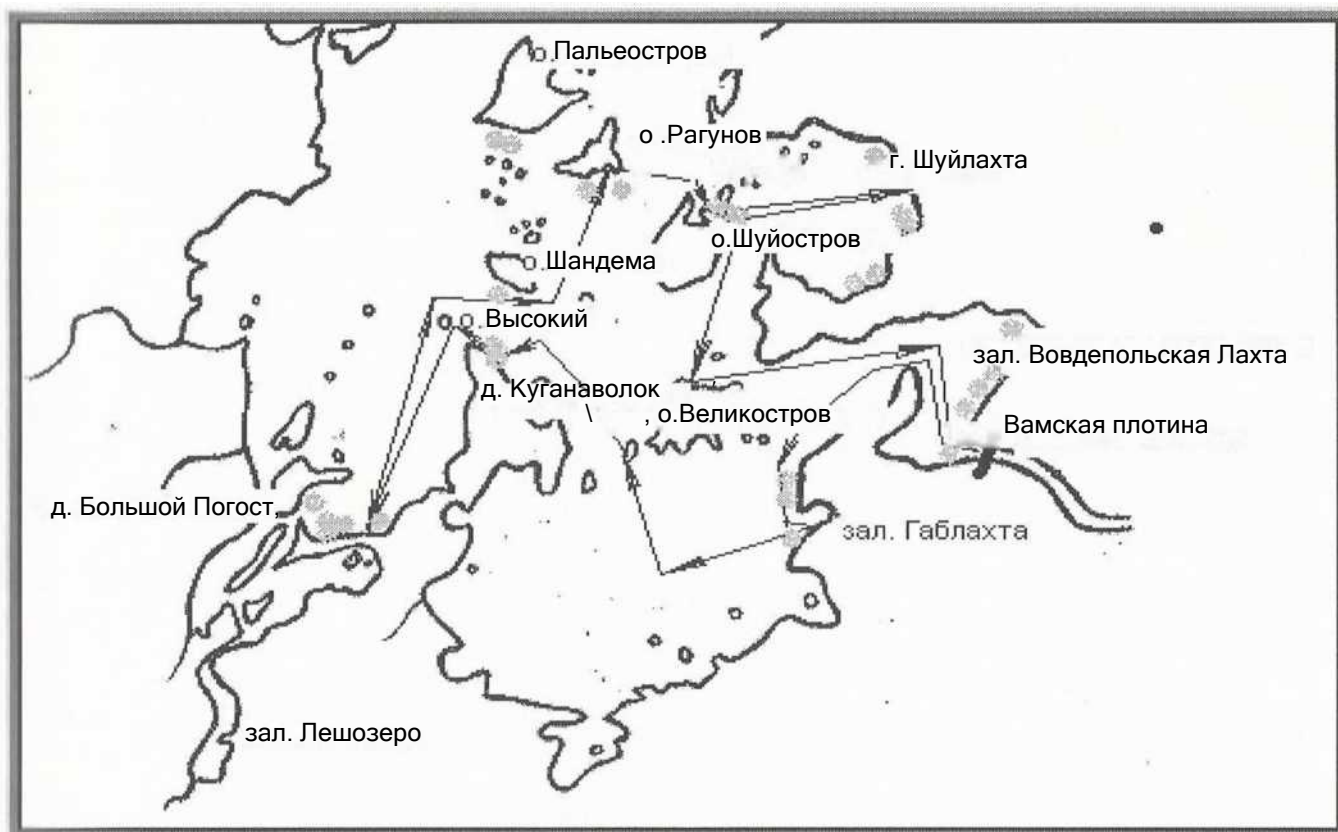 о.Пальеостров
о .Рагунов
г. Шуйлахта
о.Шуйостров
о.Шандема
о.Высокий
зал. Вовдепольская Лахта
д. Куганаволок
, о.Великостров
Вамская плотина
д. Большой Погост,
зал. Габлахта
зал. Лешозеро